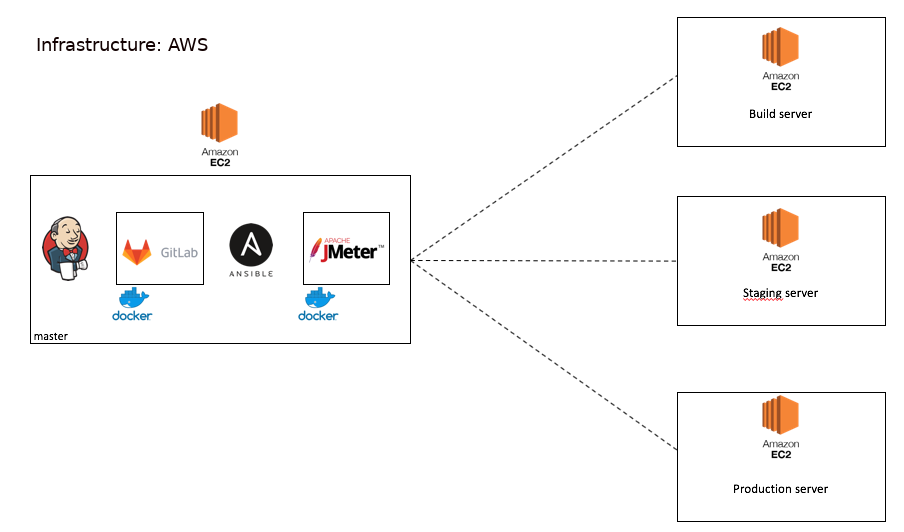 Infrastructure: AWS
Amazon
EC2
GitLab
ANSIBLE
APACHE
JMeter™
docker
docker
master
Amazon
EC2
Build server
Amazon
EC2
Staging server
Amazon
EC2
Production server